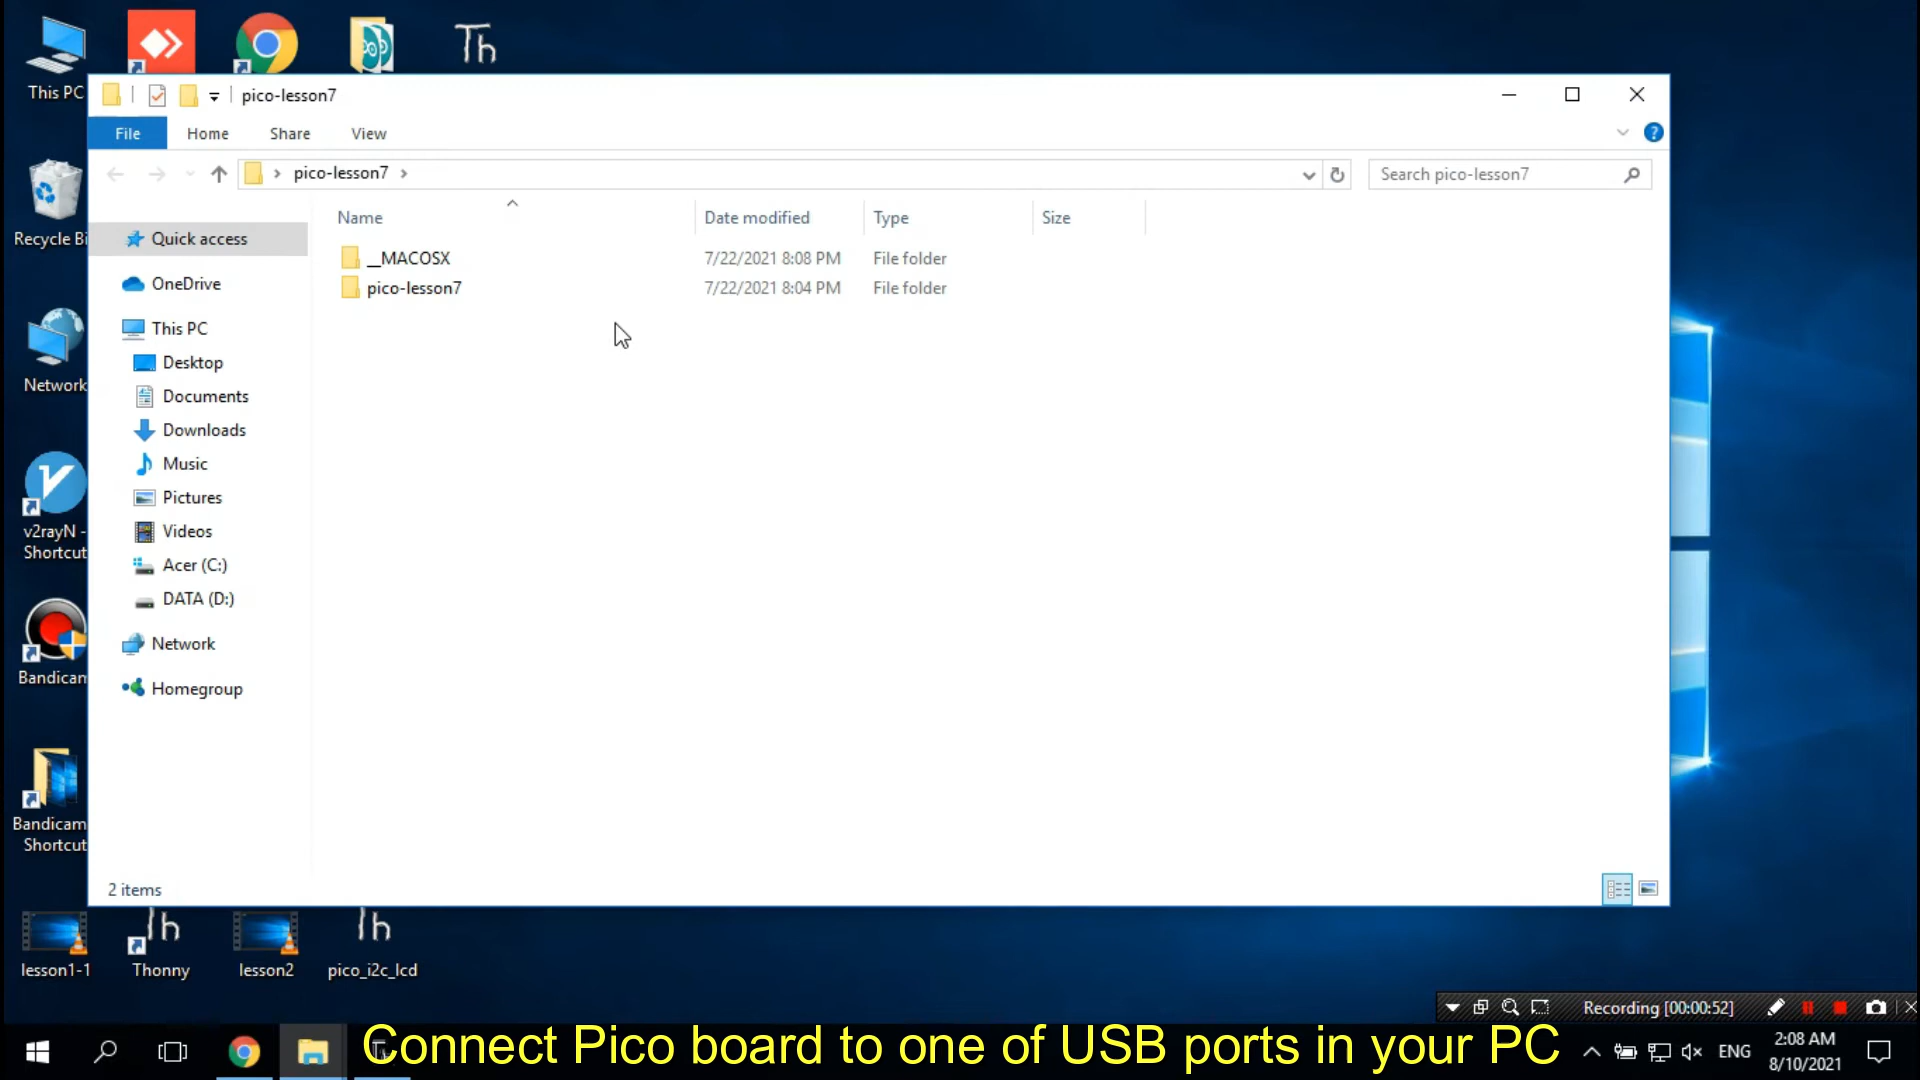 Th
This PC
pico-lesson7
File Home Share View
pico-lesson7
Search pico-lesson7
Name Date modified Type Size
Recycle Bi
Quick access
__MACOSX 7/22/2021 8:08 PM File folder
pico-lesson7 7/22/2021 8:04 PM File folder
OneDrive
This PC
Network
Desktop
Documents
Downloads
Music
Pictures
v2rayN -
Shortcut
Videos
Acer (C:)
DATA (D:)
Network
Bandicam
Homegroup
Bandicam
Shortcut
2 items
Th
Th
lesson1-1 Thonny lesson2 pico_i2c_lcd
Recording [00:00:52]
Connect Pico board to one of USB ports in your PC
ENG
2:08 AM
8/10/2021